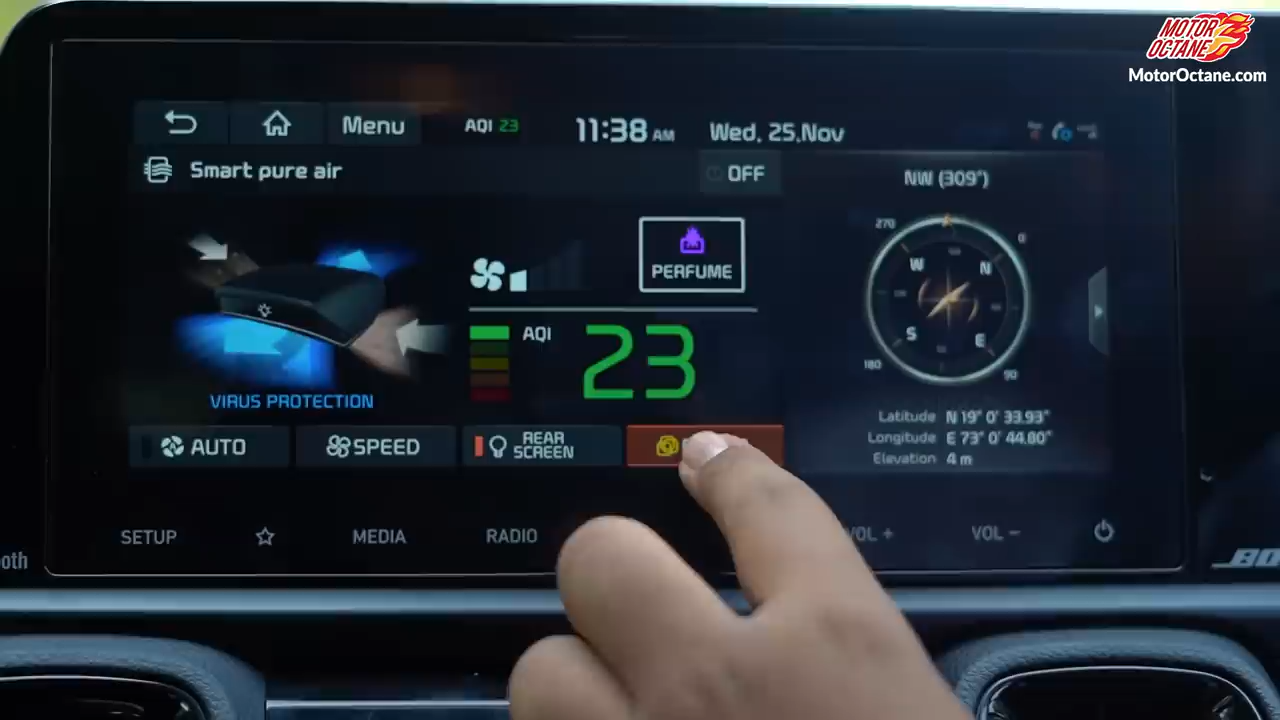 MOTOR
OCTANE
MotorOctane.com
Menu
AQI 23
11:38 AM
Wed, 25.Nov
Smart pure air
OFF
NW (309°)
PERFUME
270
0
W
N
S
E
180
90
AQI
23
VIRUS PROTECTION
AUTO
SPEED
REAR
SCREEN
Latitude N 19° 0' 33.93"
Longitude E 73° 0' 44.80"
Elevation 4 m
SETUP
MEDIA
RADIO
VOL +
VOL -
ooth
BO